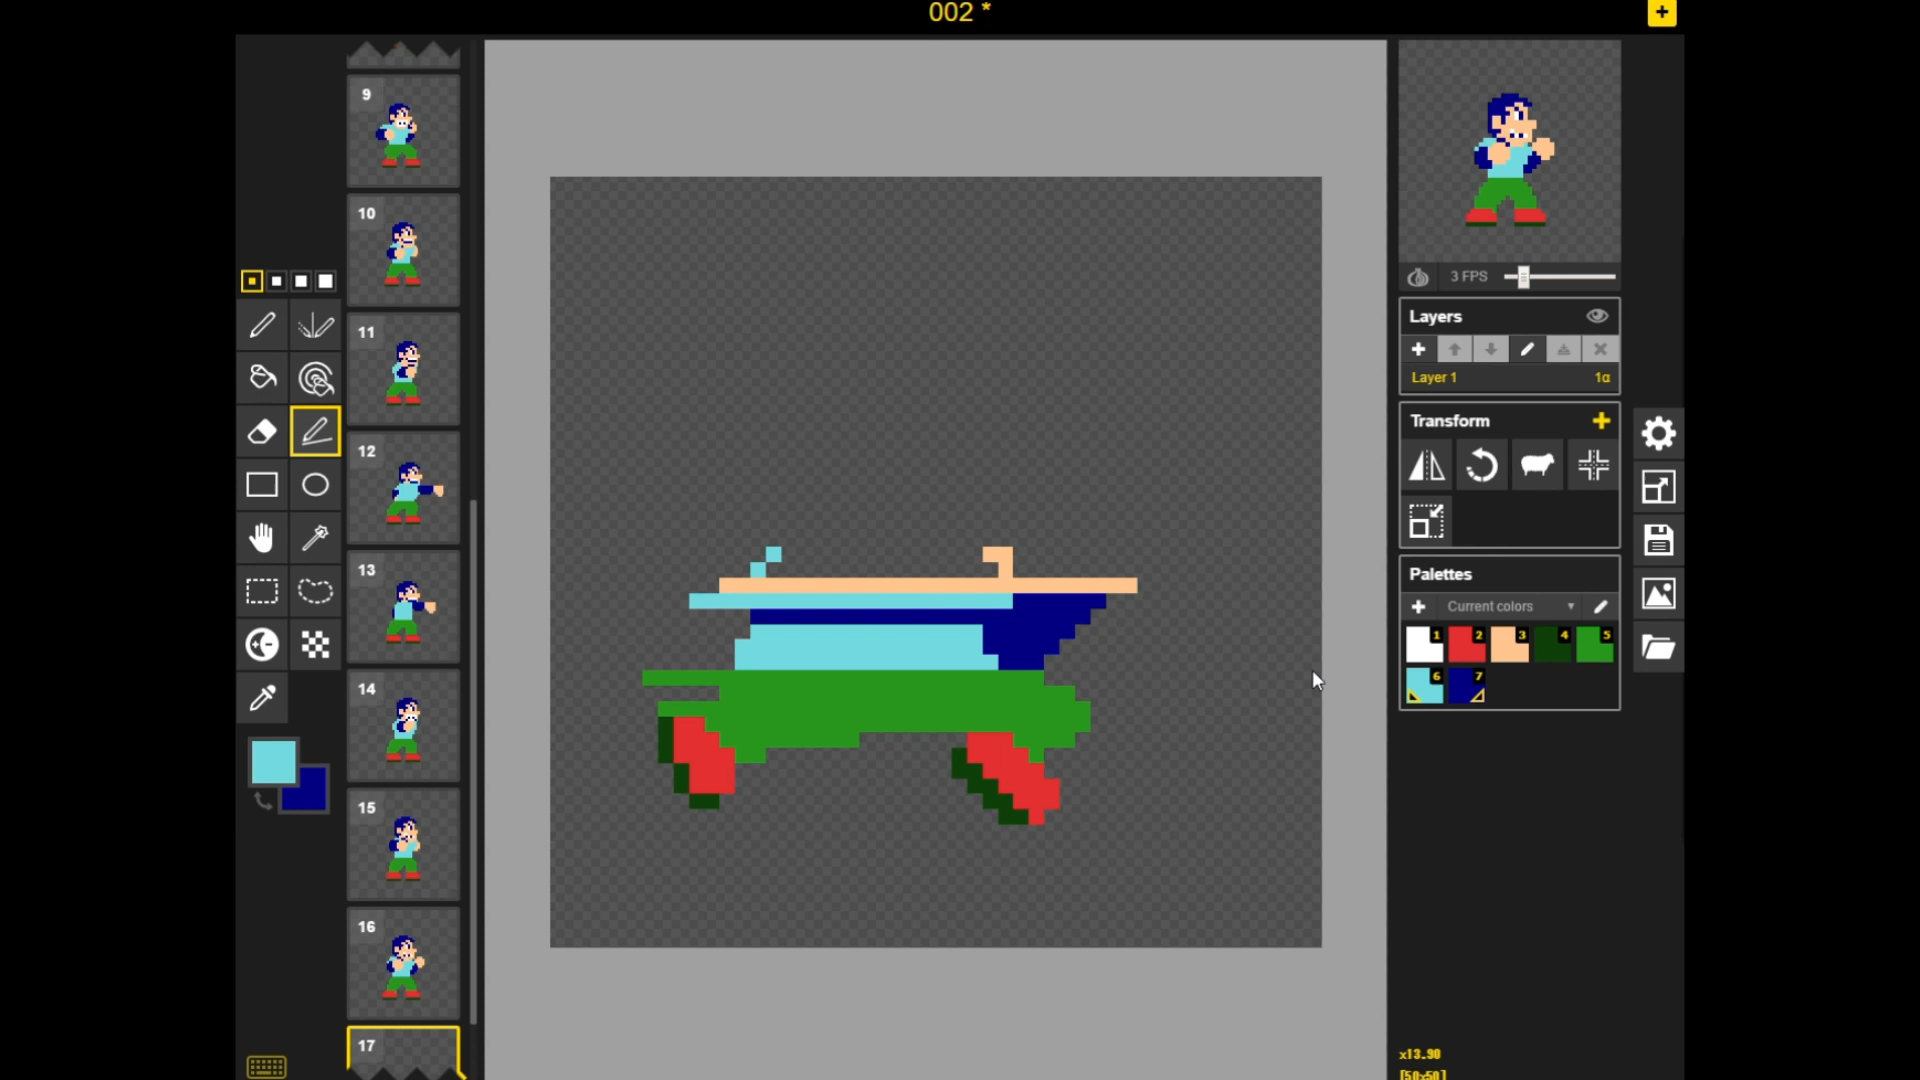 002 *
+
9
10
11
12
13
14
15
16
17
3 FPS
Layers
Layer 1
1α
Transform
Palettes
Current colors
1
2
3
4
5
6
7
x13.90
[50x50]